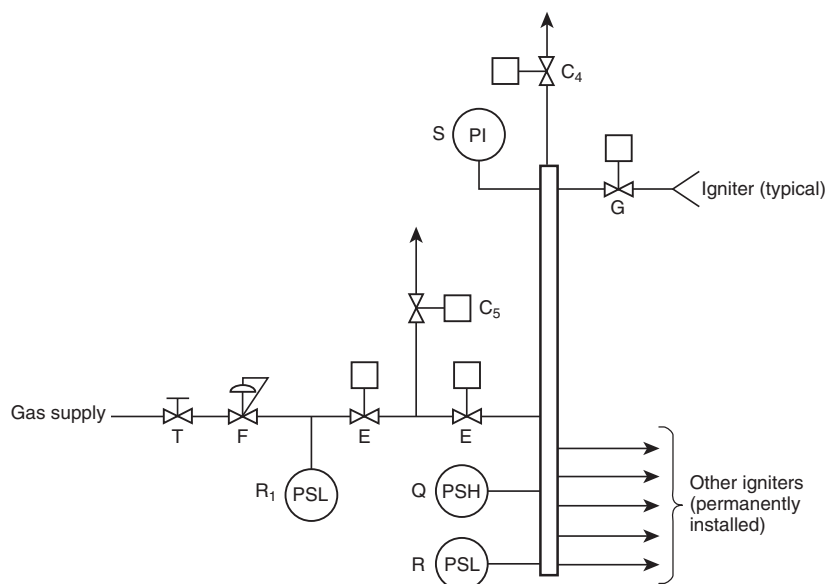 C₄
S
PI
G
Igniter (typical)
C₅
Gas supply
T
F
E
E
R₁
PSL
Q
PSH
R
PSL
Other igniters
(permanently
installed)